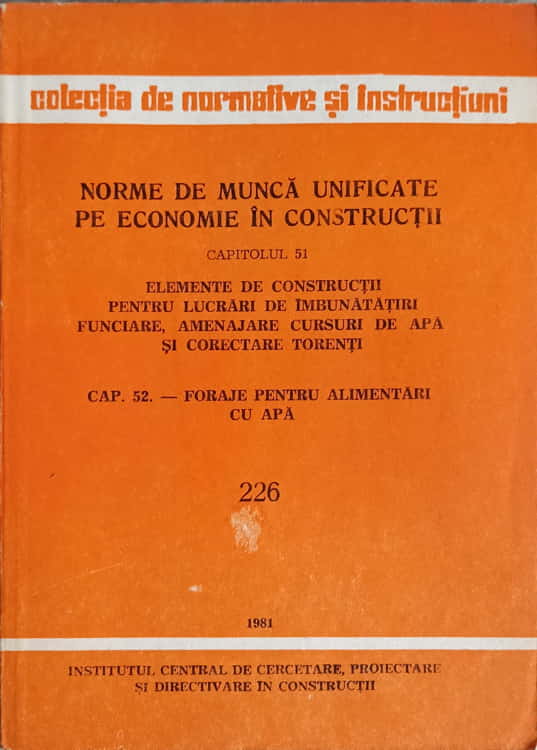 colecția de normative și instrucțiuni
NORME DE MUNCĂ UNIFICATE
PE ECONOMIE ÎN CONSTRUCȚII
CAPITOLUL 51
ELEMENTE DE CONSTRUCȚII
PENTRU LUCRĂRI DE ÎMBUNĂTĂȚIRI
FUNCIARE, AMENAJARE CURSURI DE APĂ
ȘI CORECTARE TORENȚI
CAP. 52. — FORAJE PENTRU ALIMENTĂRI
CU APĂ
226
1981
INSTITUTUL CENTRAL DE CERCETARE, PROIECTARE
ȘI DIRECTIVARE ÎN CONSTRUCȚII